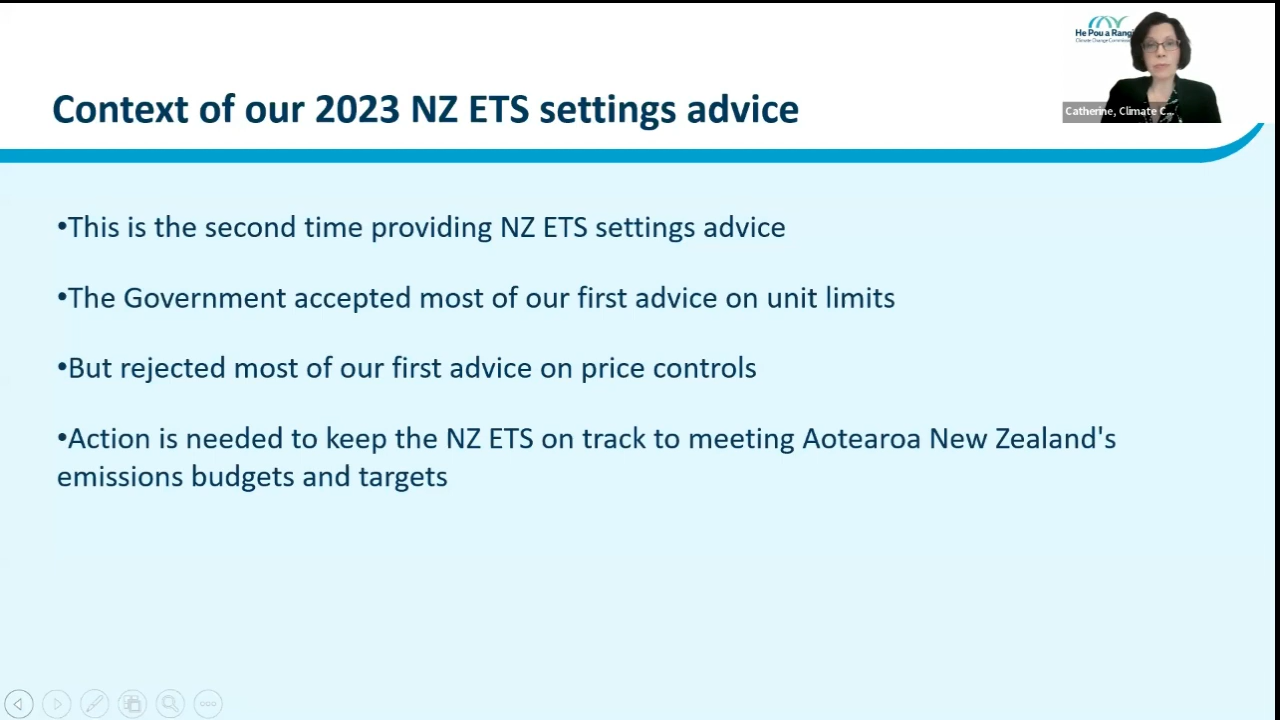 He Pou a Rangi
Climate Change Commission
Catherine, Climate C...
Context of our 2023 NZ ETS settings advice
•This is the second time providing NZ ETS settings advice
•The Government accepted most of our first advice on unit limits
•But rejected most of our first advice on price controls
•Action is needed to keep the NZ ETS on track to meeting Aotearoa New Zealand's
emissions budgets and targets